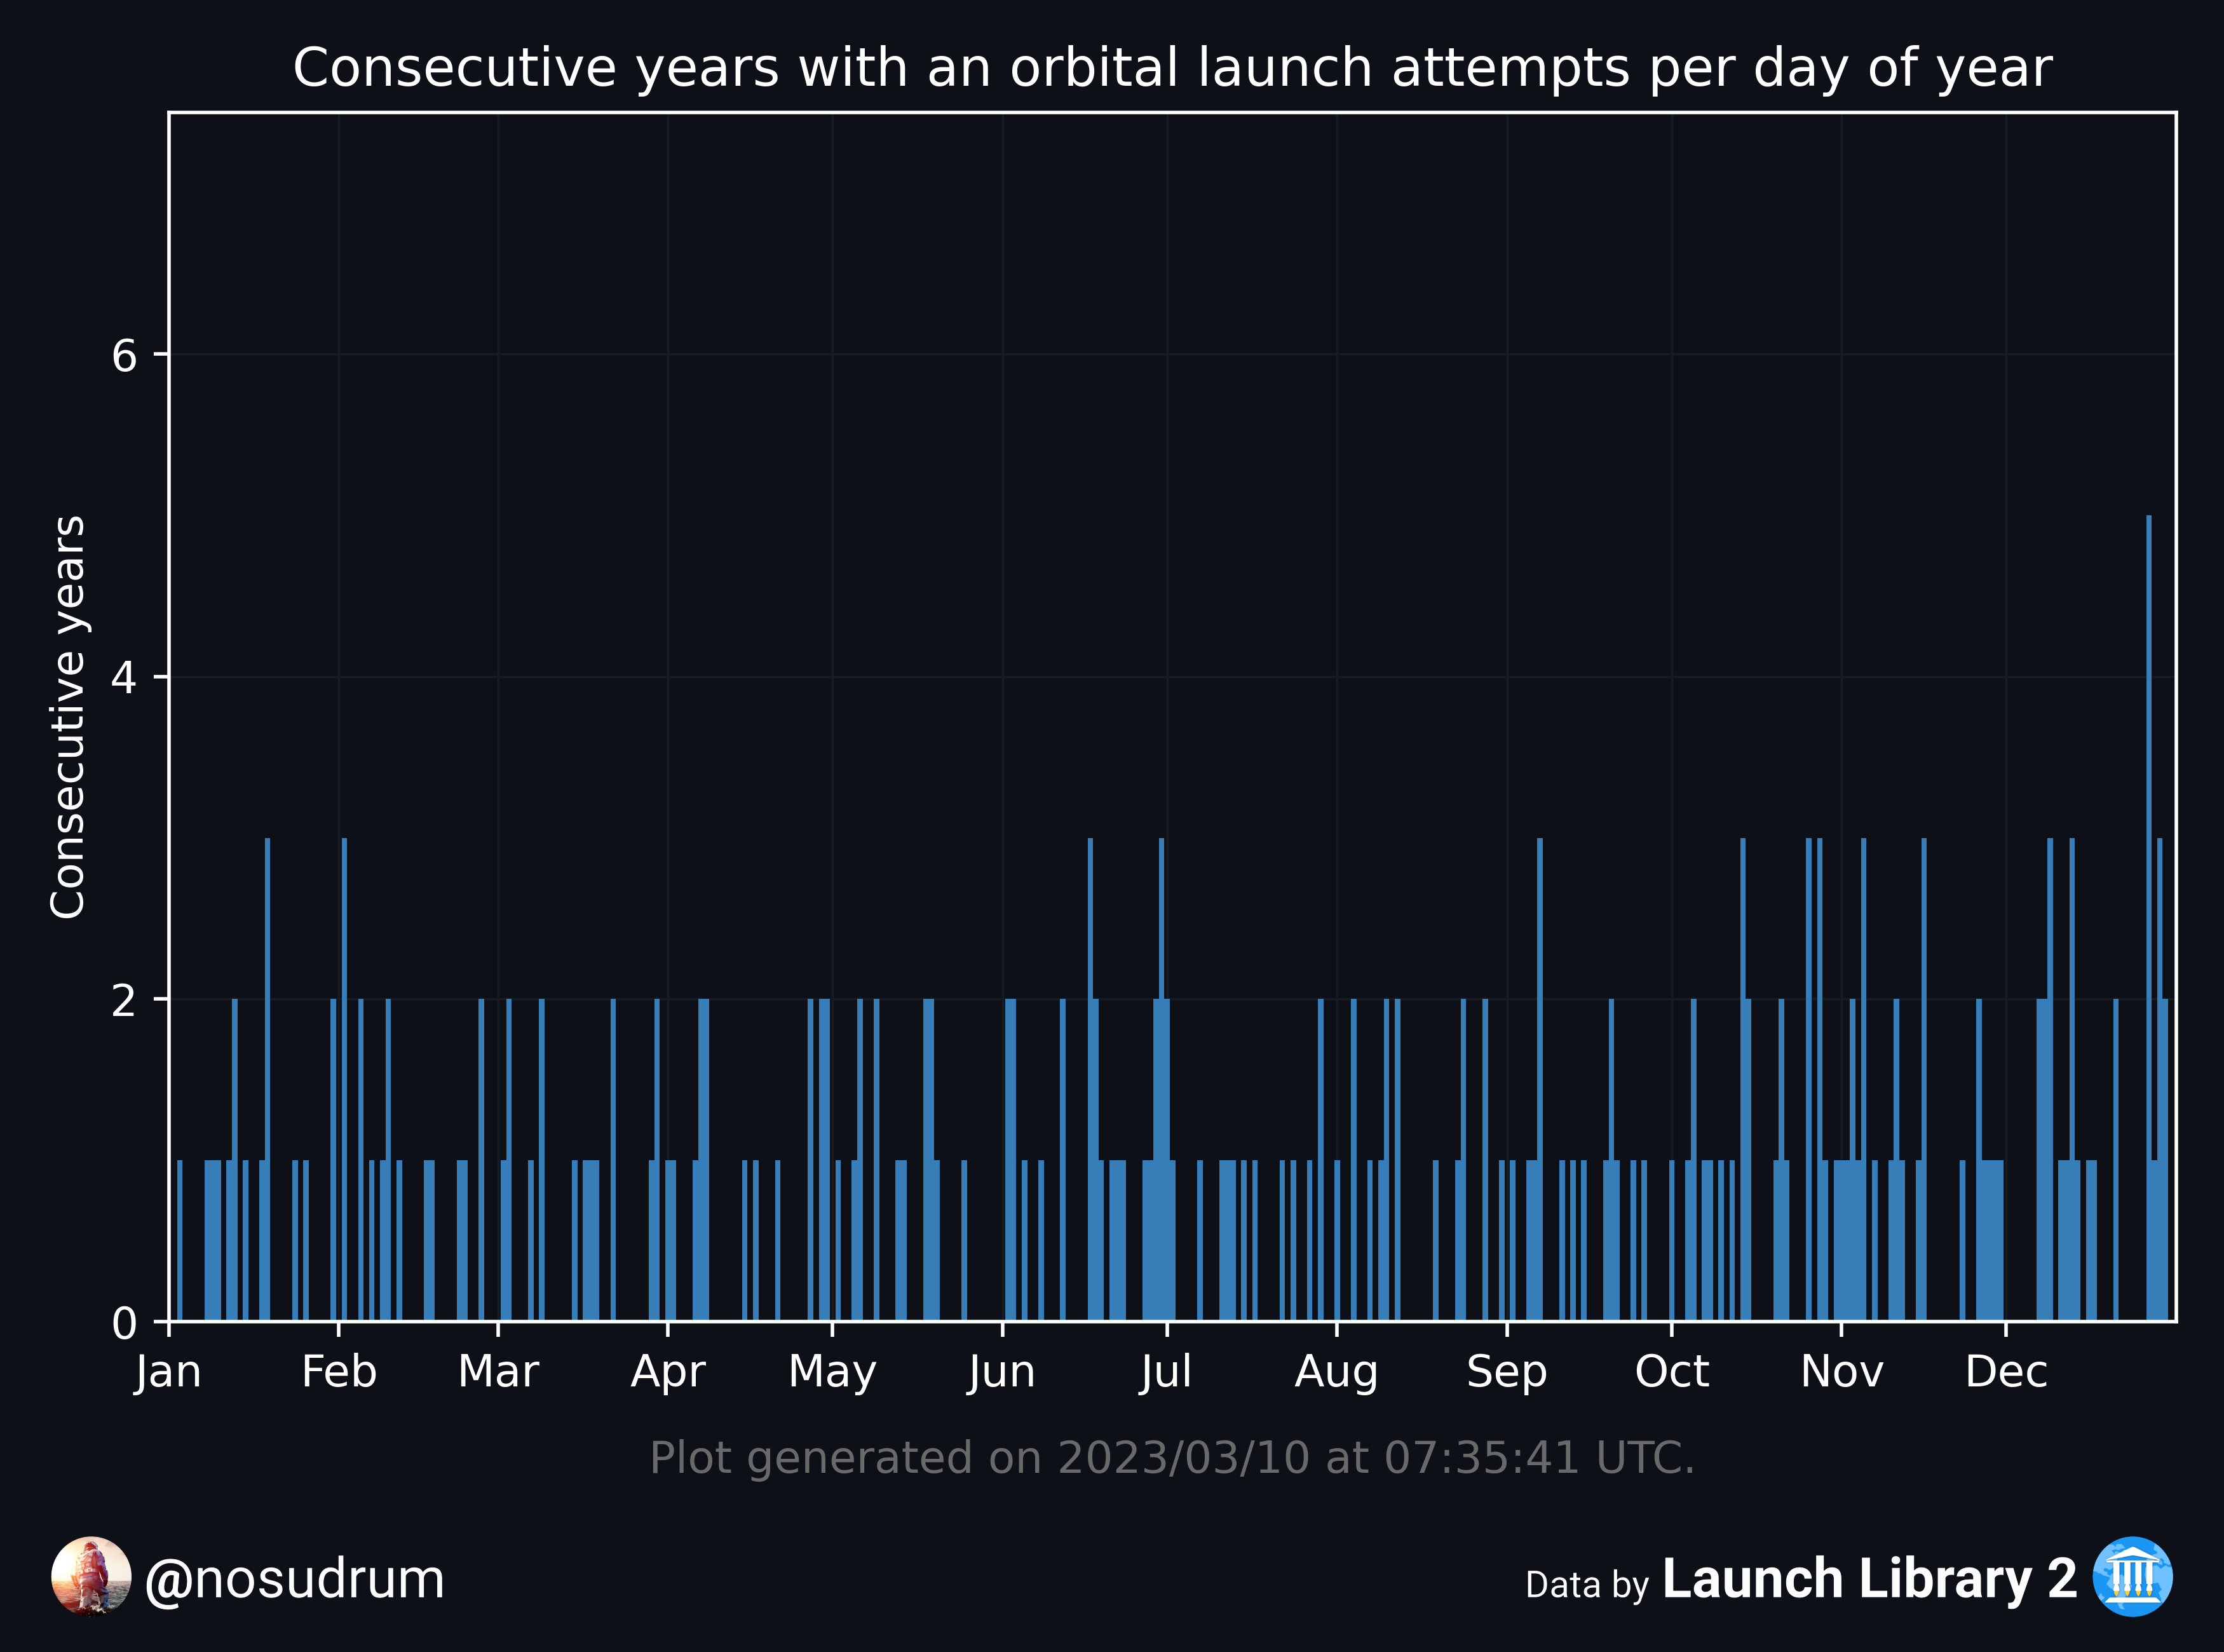 Consecutive years with an orbital launch attempts per day of year
Consecutive years
6
4
2
0
Jan Feb Mar Apr May Jun Jul Aug Sep Oct Nov Dec
Plot generated on 2023/03/10 at 07:35:41 UTC.
@nosudrum
Data by Launch Library 2